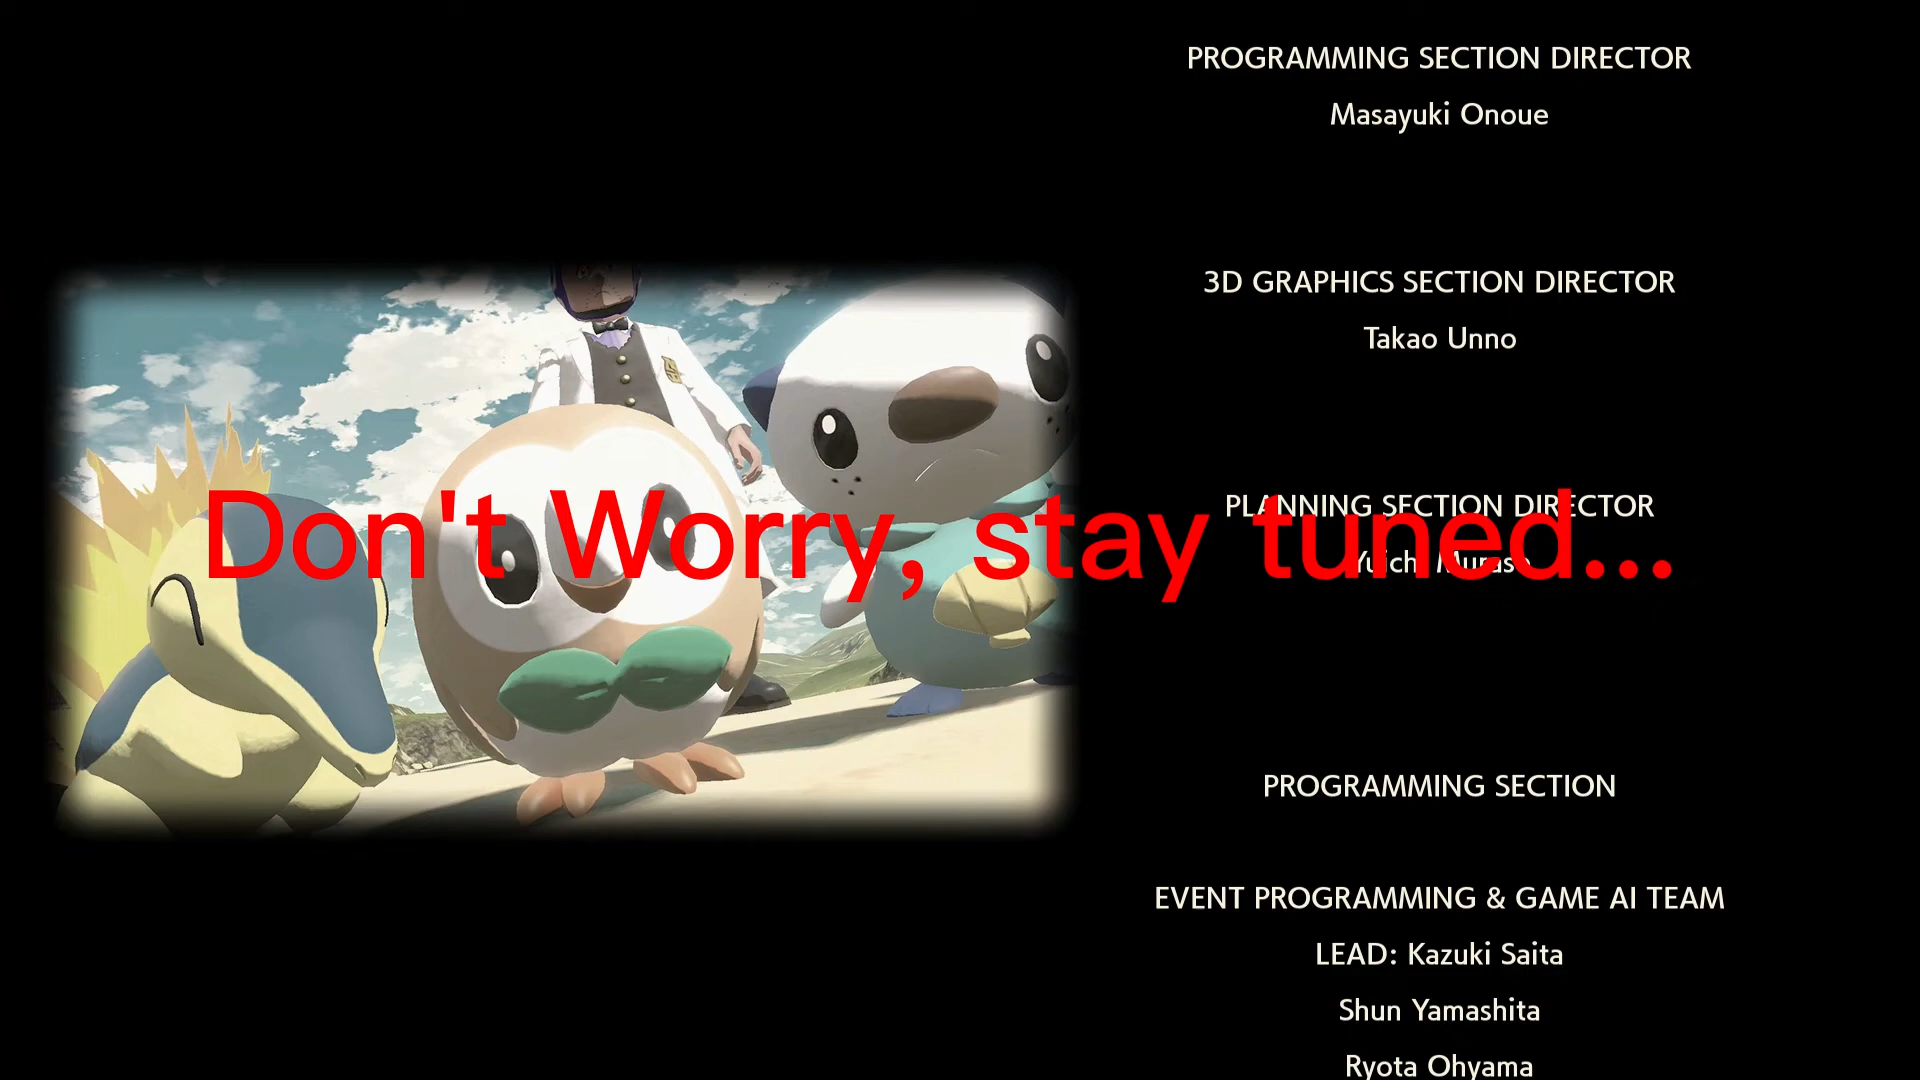 PROGRAMMING SECTION DIRECTOR
Masayuki Onoue
3D GRAPHICS SECTION DIRECTOR
Takao Unno
PLANNING SECTION DIRECTOR
Don't Worry, stay tuned...
PROGRAMMING SECTION
EVENT PROGRAMMING & GAME AI TEAM
LEAD: Kazuki Saita
Shun Yamashita
Ryota Ohyama